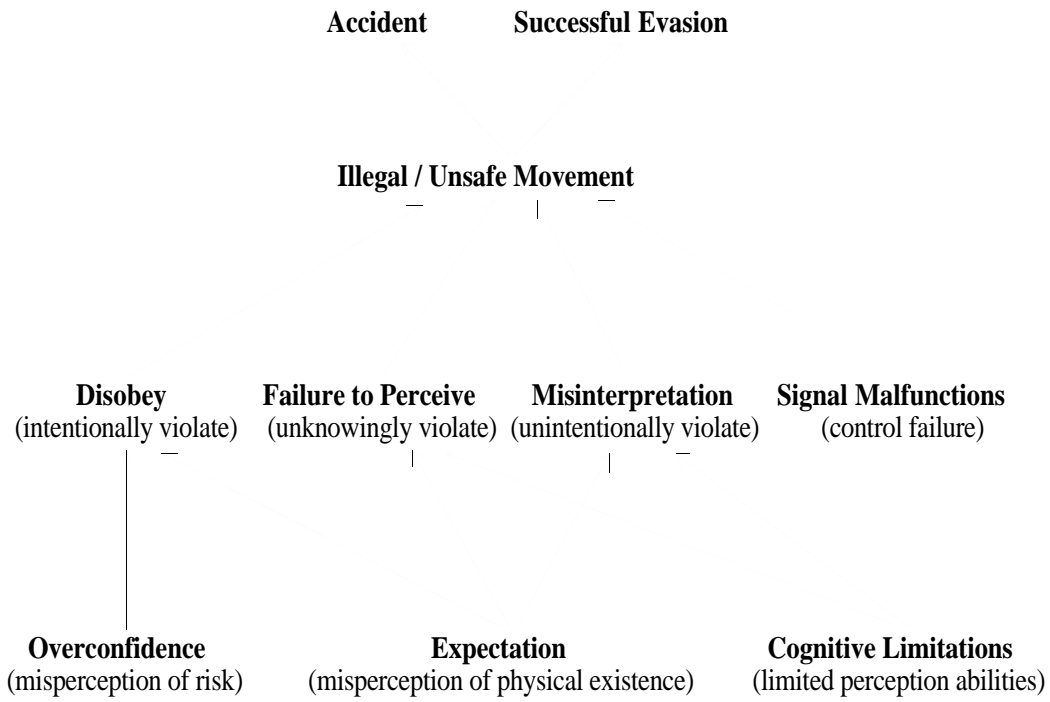 Accident Successful Evasion
Illegal / Unsafe Movement
Disobey Failure to Perceive Misinterpretation Signal Malfunctions
(intentionally violate) (unknowingly violate) (unintentionally violate) (control failure)
Overconfidence Expectation Cognitive Limitations
(misperception of risk) (misperception of physical existence) (limited perception abilities)